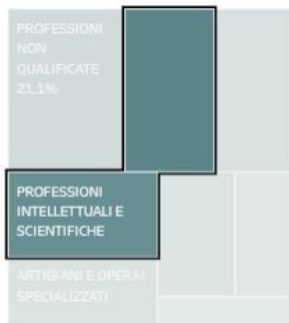 PROFESSIONI
NON
QUALIFICATE
21,1%
PROFESSIONI
INTELLETTUALI E
SCIENTIFICHE
ARTIGIANI E OPERAI
SPECIALIZZATI